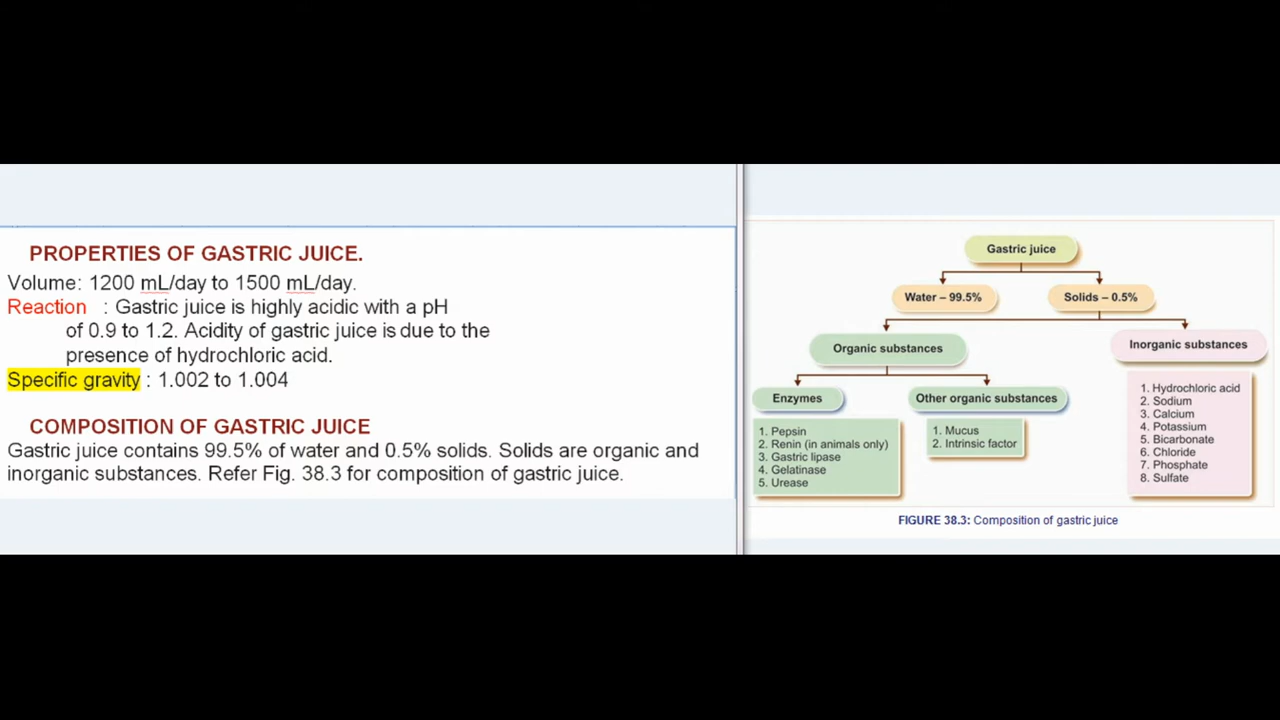 PROPERTIES OF GASTRIC JUICE.
Volume: 1200 mL/day to 1500 mL/day.
Reaction : Gastric juice is highly acidic with a pH
of 0.9 to 1.2. Acidity of gastric juice is due to the
presence of hydrochloric acid.
Specific gravity : 1.002 to 1.004
COMPOSITION OF GASTRIC JUICE
Gastric juice contains 99.5% of water and 0.5% solids. Solids are organic and
inorganic substances. Refer Fig. 38.3 for composition of gastric juice.
Gastric juice
Water – 99.5%
Solids – 0.5%
Organic substances
Inorganic substances
Enzymes
Other organic substances
1. Pepsin
2. Renin (in animals only)
3. Gastric lipase
4. Gelatinase
5. Urease
1. Mucus
2. Intrinsic factor
1. Hydrochloric acid
2. Sodium
3. Calcium
4. Potassium
5. Bicarbonate
6. Chloride
7. Phosphate
8. Sulfate
FIGURE 38.3: Composition of gastric juice